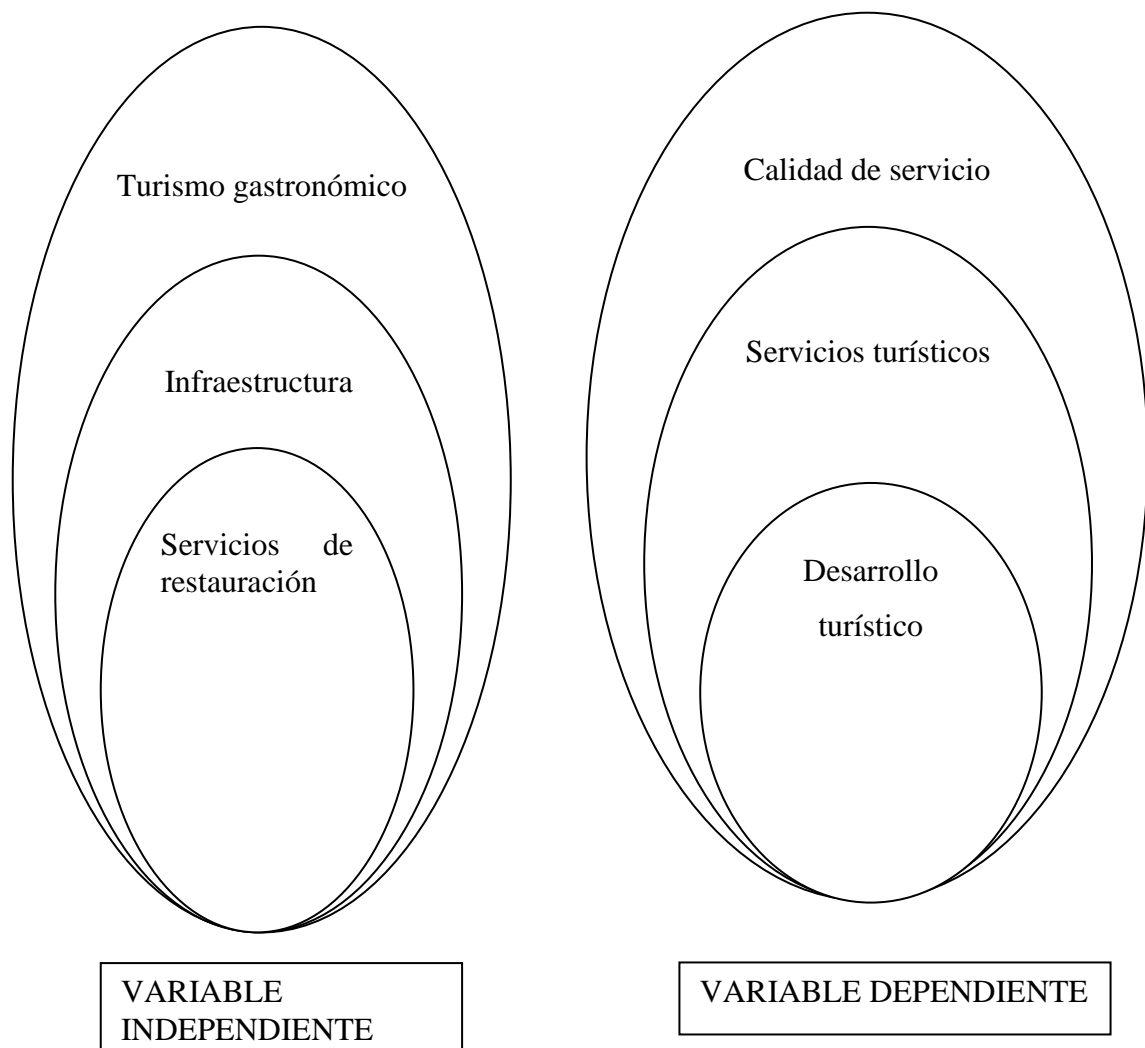 Turismo gastronómico
Infraestructura
Servicios de
restauración
VARIABLE
INDEPENDIENTE
Calidad de servicio
Servicios turísticos
Desarrollo
turístico
VARIABLE DEPENDIENTE